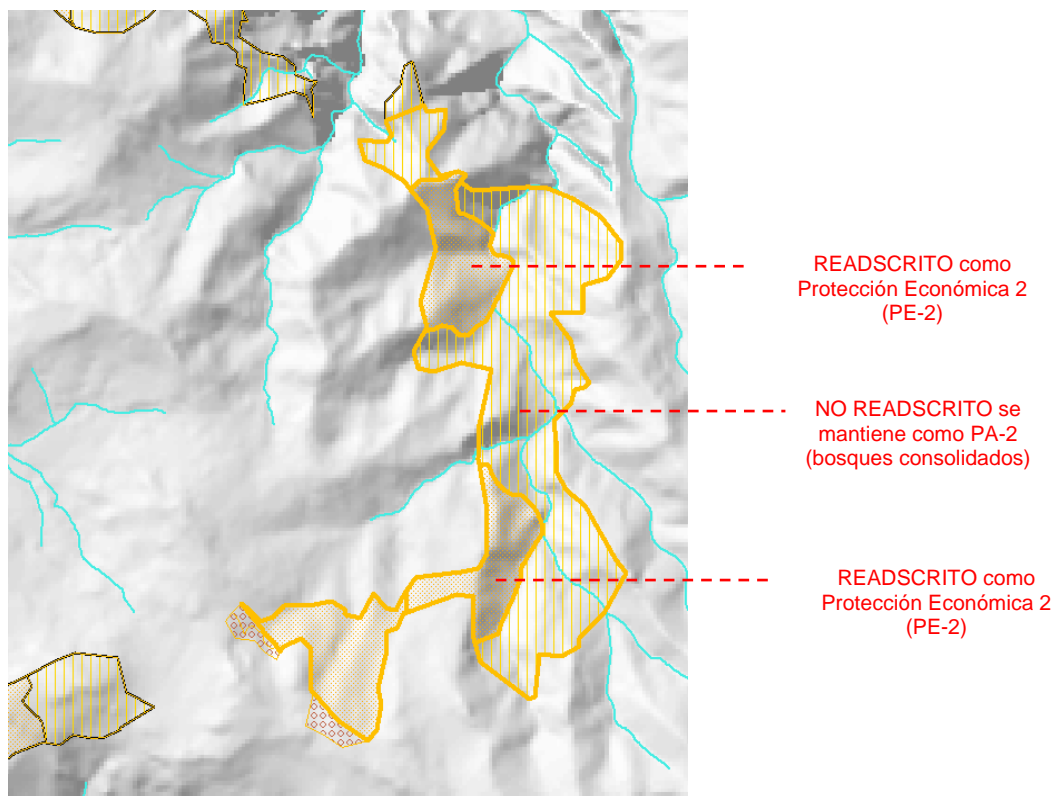 READSCRITO como
Protección Económica 2
(PE-2)
NO READSCRITO se
mantiene como PA-2
(bosques consolidados)
READSCRITO como
Protección Económica 2
(PE-2)